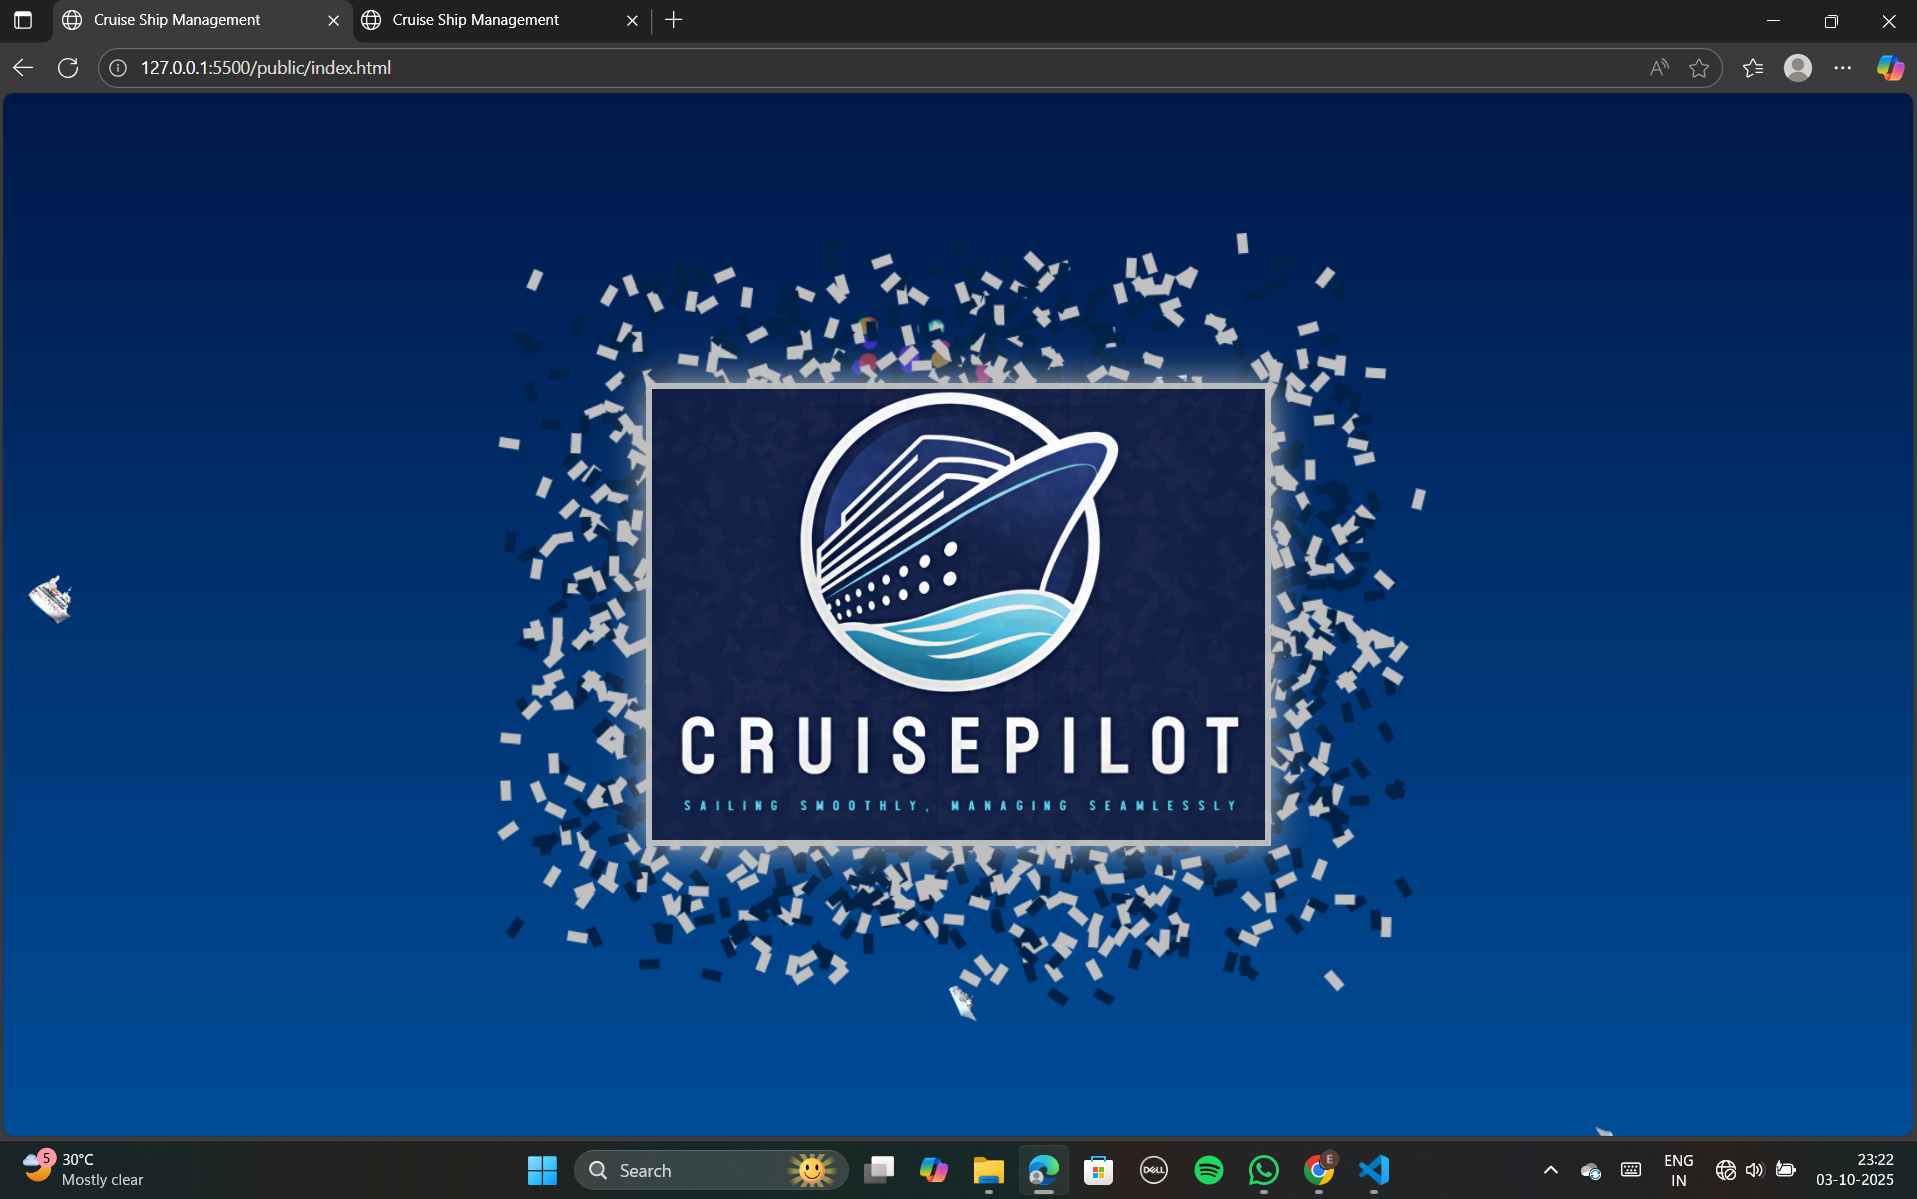 Cruise Ship Management
Cruise Ship Management
127.0.0.1:5500/public/index.html
CRUISEPILOT
SAILING SMOOTHLY, MANAGING SEAMLESSLY
5
30°C
Mostly clear
Search
DELL
E
ENG
IN
23:22
03-10-2025